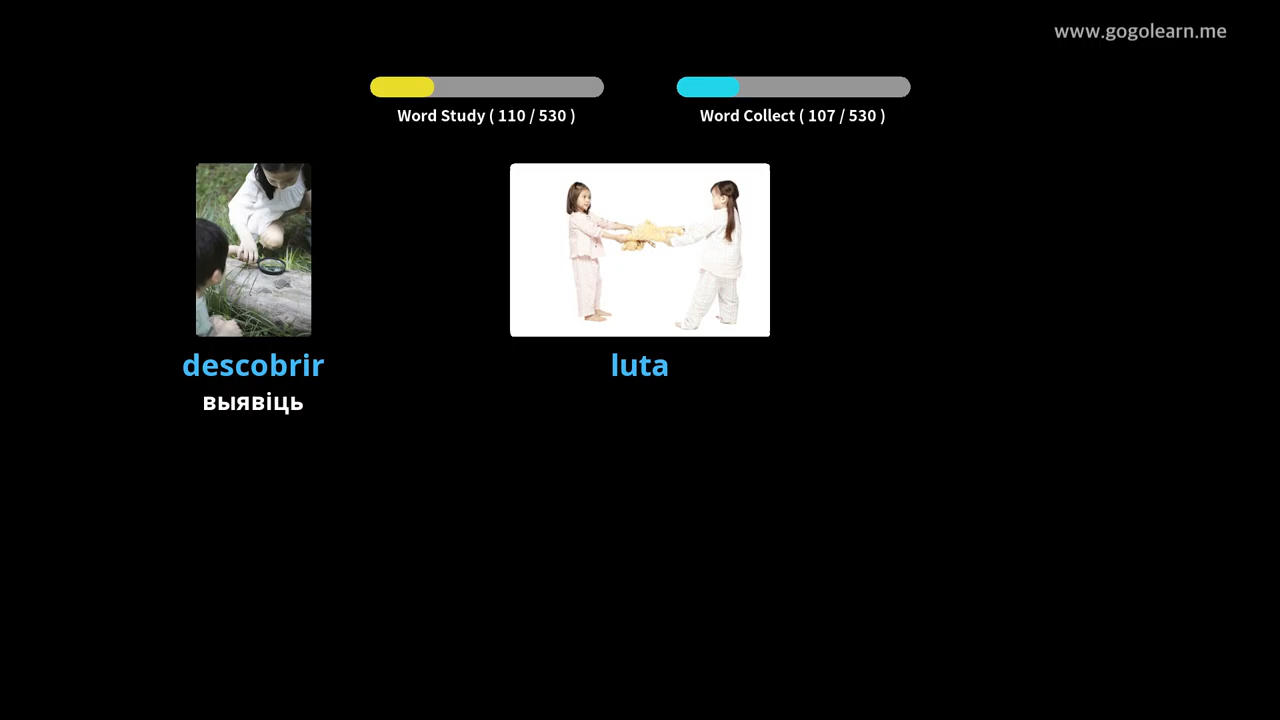 www.gogolearn.me
Word Study ( 110 / 530 )
Word Collect ( 107 / 530 )
descobrir
luta
выявіць